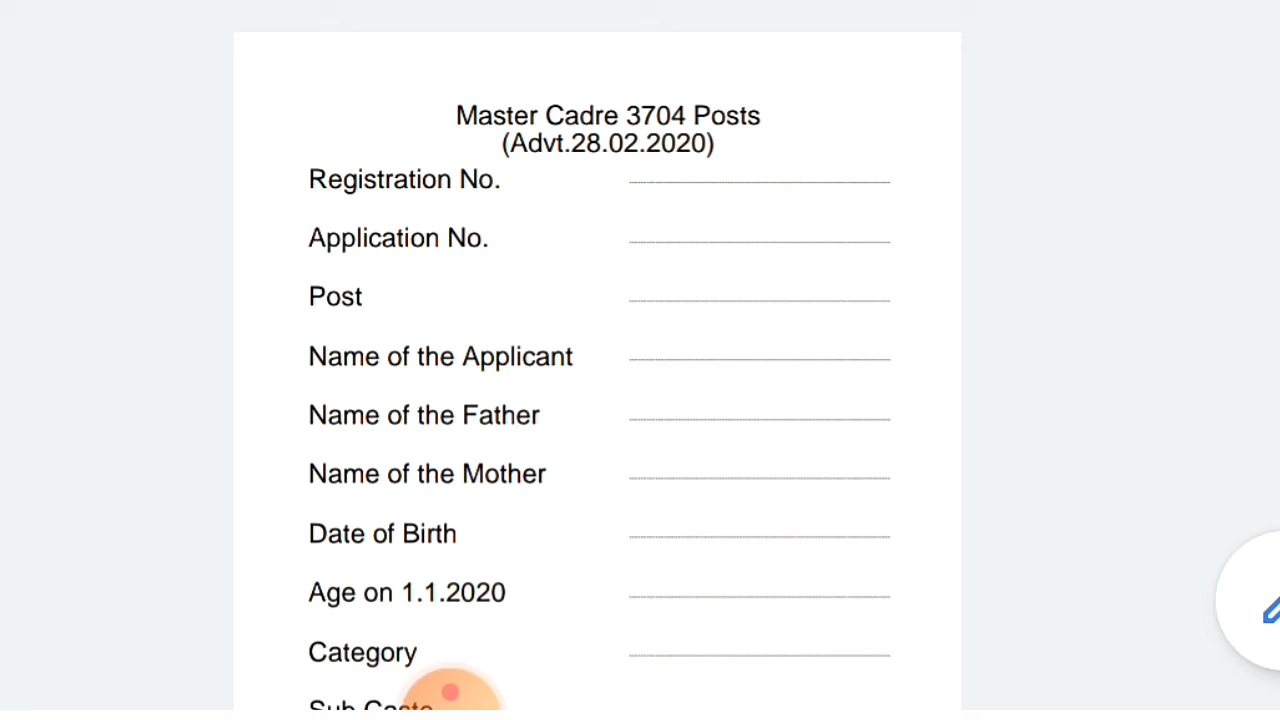 Master Cadre 3704 Posts
(Advt.28.02.2020)
Registration No.
Application No.
Post
Name of the Applicant
Name of the Father
Name of the Mother
Date of Birth
Age on 1.1.2020
Category
Sub Caste